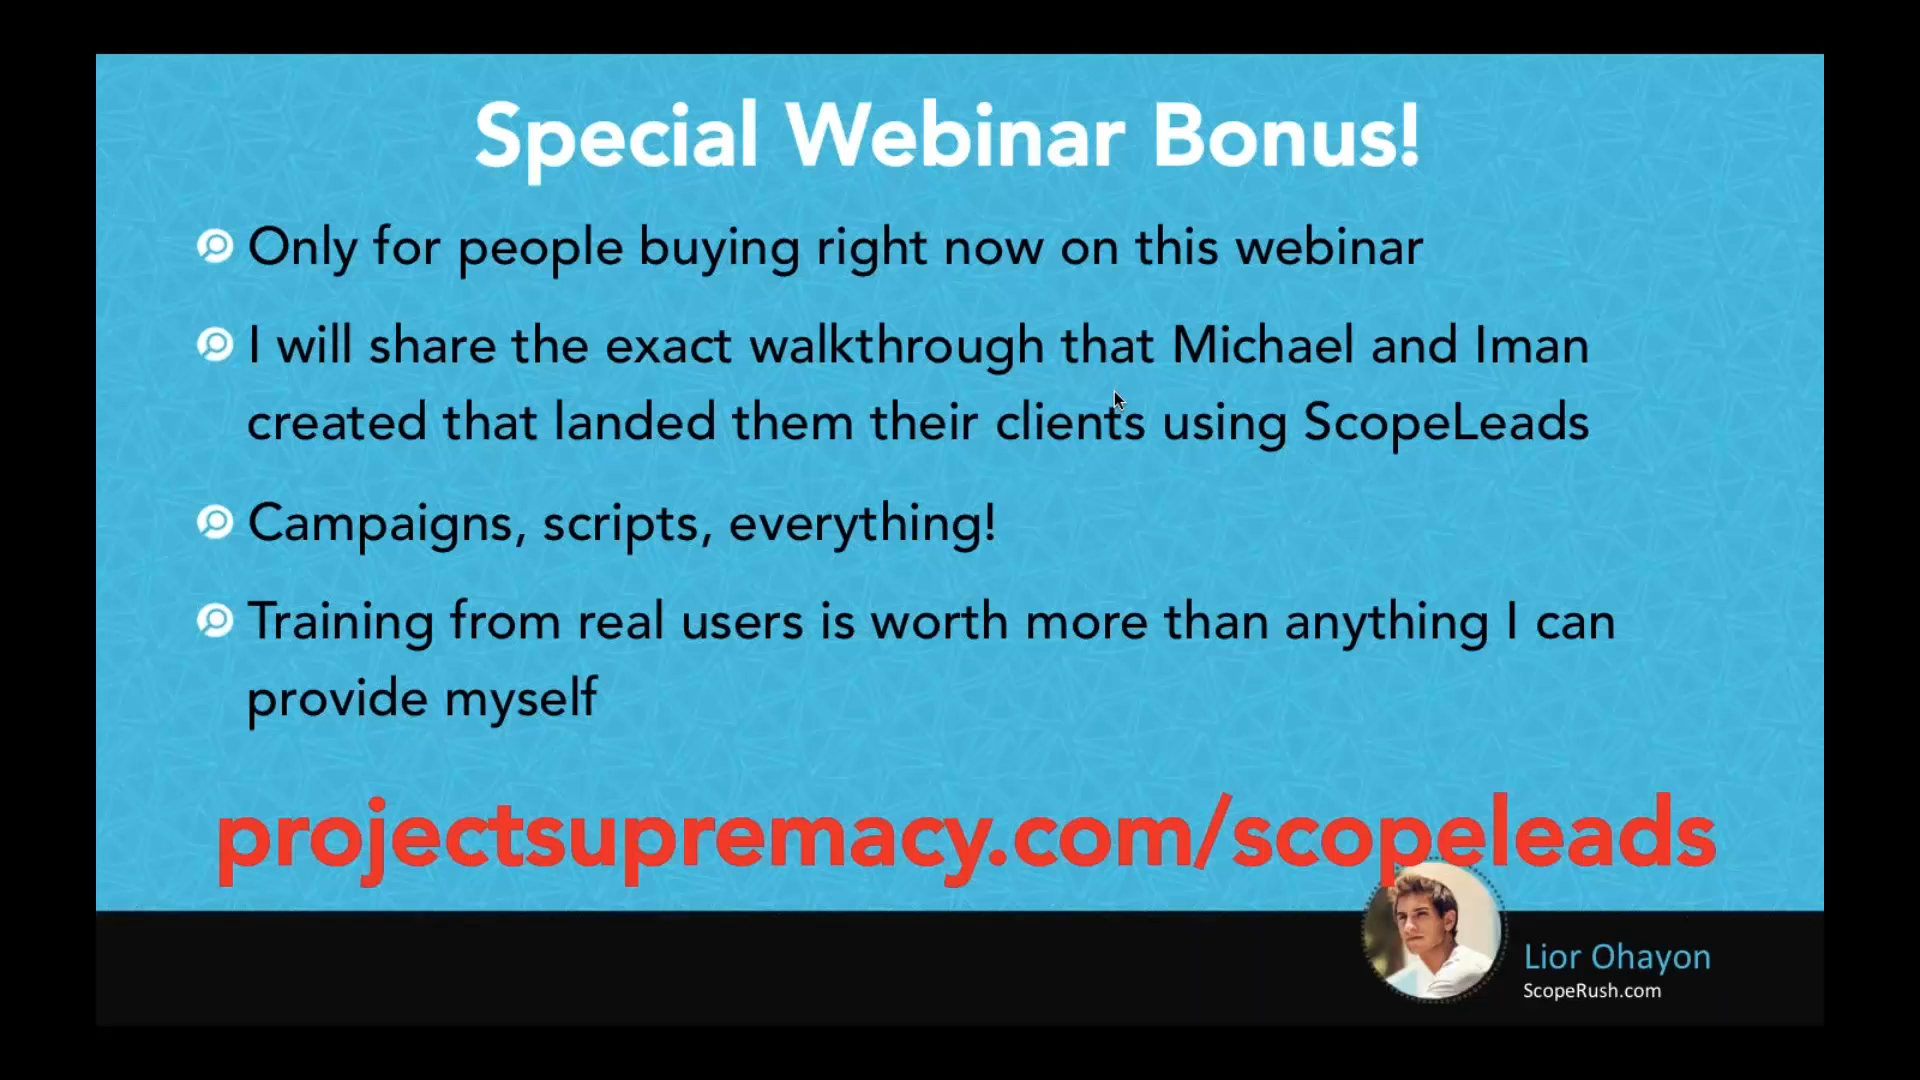 Special Webinar Bonus!
Only for people buying right now on this webinar
I will share the exact walkthrough that Michael and Iman
created that landed them their clients using ScopeLeads
Campaigns, scripts, everything!
Training from real users is worth more than anything I can
provide myself
projectsupremacy.com/scopeleads
Lior Ohayon
ScopeRush.com